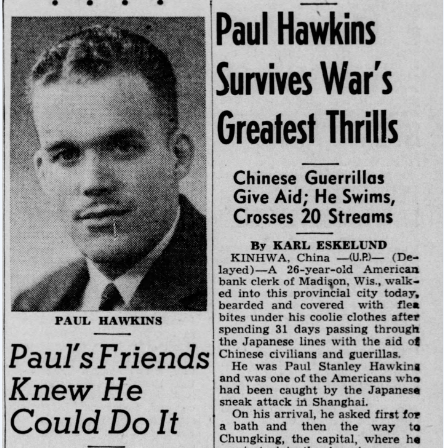 PAUL HAWKINS
Paul's Friends
Knew He
Could Do It
Paul Hawkins
Survives War's
Greatest Thrills
Chinese Guerrillas
Give Aid; He Swims,
Crosses 20 Streams
By KARL ESKELUND
KINHWA, China —(U.P.)— (De-
layed)—A 26-year-old American
bank clerk of Madison, Wis., walk-
ed into this provincial city today,
bearded and covered with flea
bites under his coolie clothes after
spending 31 days passing through
the Japanese lines with the aid of
Chinese civilians and guerillas.
He was Paul Stanley Hawkins
and was one of the Americans who
had been caught by the Japanese
sneak attack in Shanghai.
On his arrival, he asked first for
a bath and then the way to
Chungking, the capital, where he